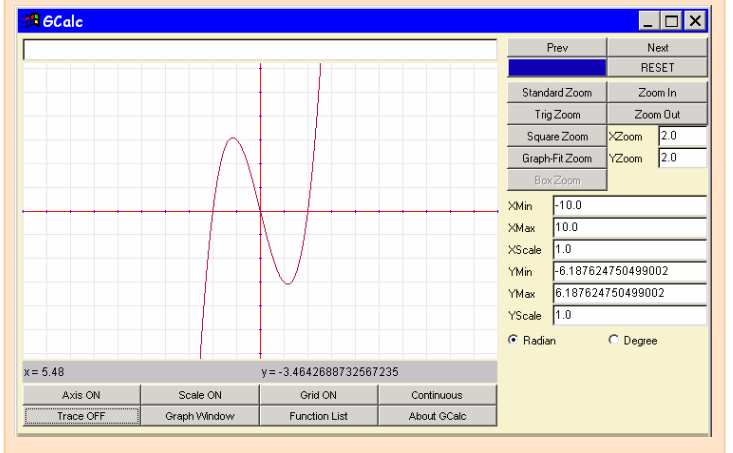 GCalc
Prev Next
RESET
Standard Zoom Zoom In
Trig Zoom Zoom Out
Square Zoom XZoom 2.0
Graph-Fit Zoom YZoom 2.0
Box Zoom
XMin -10.0
XMax 10.0
XScale 1.0
YMin -6.187624750499002
YMax 6.187624750499002
YScale 1.0
Radian Degree
x = 5.48 y = -3.4642688732567235
Axis ON Scale ON Grid ON Continuous
Trace OFF Graph Window Function List About GCalc